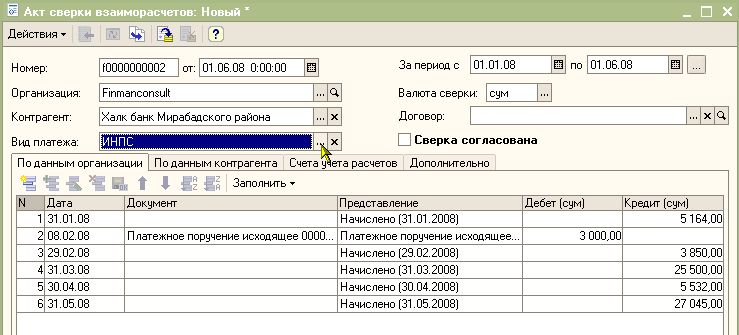 Акт сверки взаиморасчетов: Новый *
Действия
Номер: f0000000002 от: 01.06.08 0:00:00 За период с 01.01.08 по 01.06.08 ...
Организация: Finmanconsult ... Валюта сверки: сум ...
Контрагент: Халк банк Мирабадского района ... Договор: ...
Вид платежа: ИНПС ... Сверка согласована
По данным организации По данным контрагента Счета учета расчетов Дополнительно
Заполнить
N Дата Документ Представление Дебет (сум) Кредит (сум)
1 31.01.08 Начислено (31.01.2008) 5 164,00
2 08.02.08 Платежное поручение исходящее 0000... Платежное поручение исходящее... 3 000,00
3 29.02.08 Начислено (29.02.2008) 3 850,00
4 31.03.08 Начислено (31.03.2008) 25 500,00
5 30.04.08 Начислено (30.04.2008) 5 532,00
6 31.05.08 Начислено (31.05.2008) 27 045,00